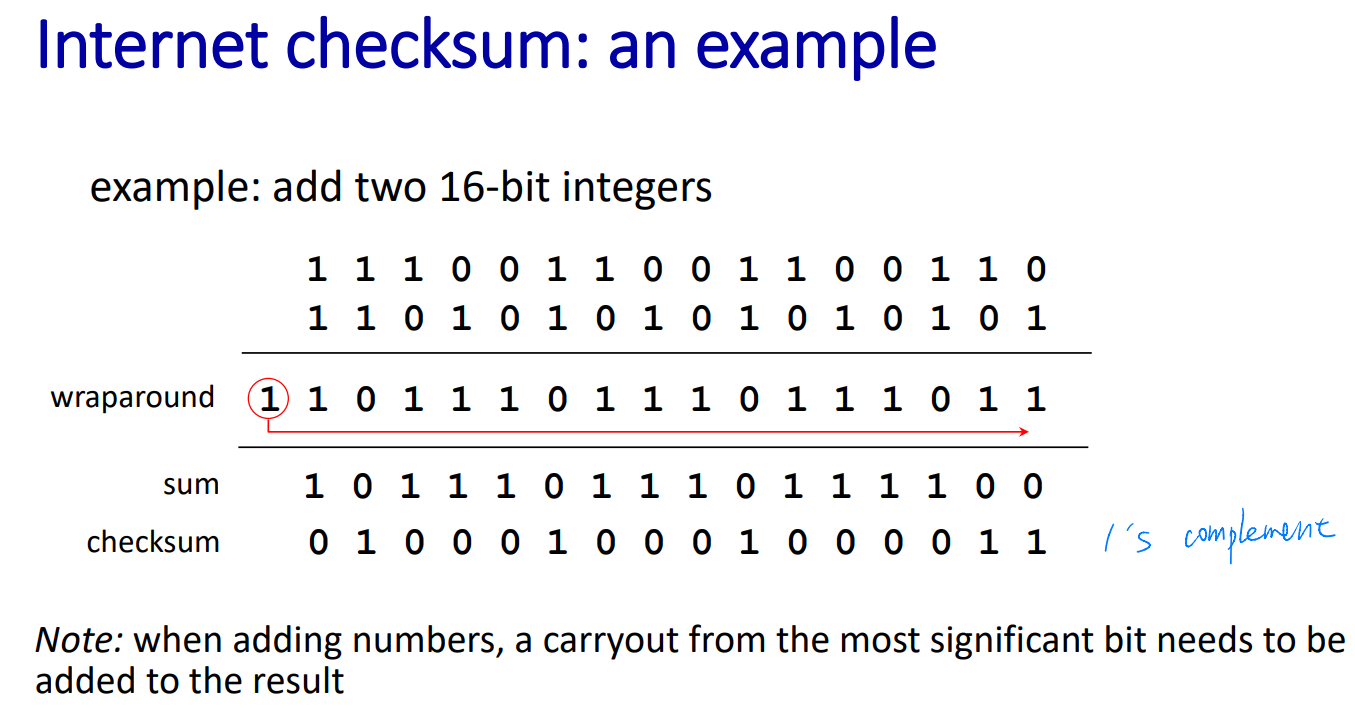 Internet checksum: an example
example: add two 16-bit integers
1 1 1 0 0 1 1 0 0 1 1 0 0 1 1 0
1 1 0 1 0 1 0 1 0 1 0 1 0 1 0 1
wraparound 1 1 0 1 1 1 0 1 1 1 0 1 1 1 0 1 1
sum 1 0 1 1 1 0 1 1 1 0 1 1 1 1 0 0
checksum 0 1 0 0 0 1 0 0 0 1 0 0 0 0 1 1 1's complement
Note: when adding numbers, a carryout from the most significant bit needs to be
added to the result